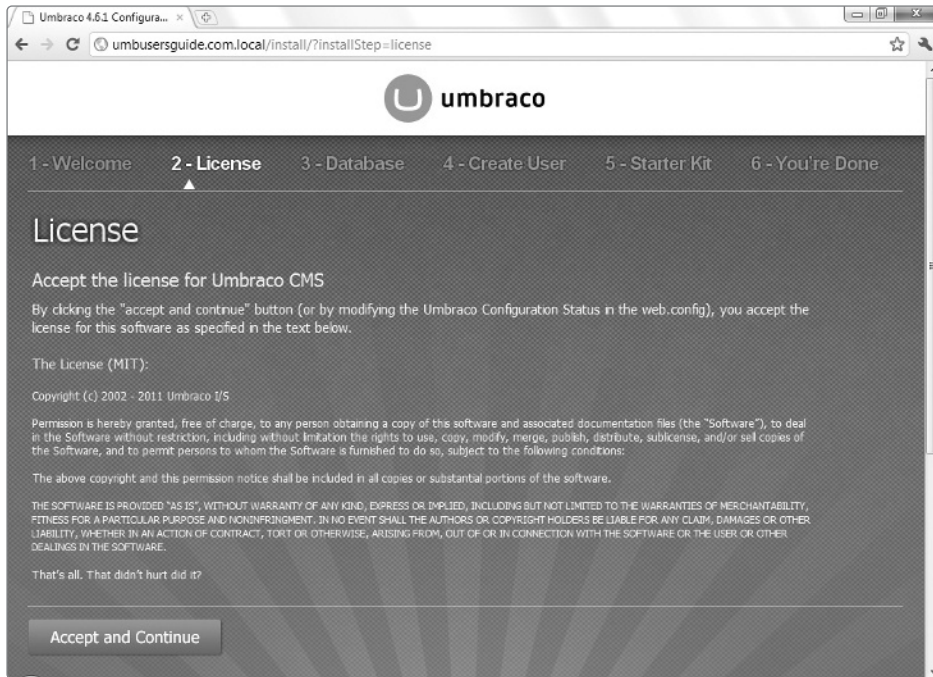 Umbraco 4.6.1 Configura...
umbusersguide.com.local/install/?installStep=license
umbraco
1 - Welcome 2 - License 3 - Database 4 - Create User 5 - Starter Kit 6 - You're Done
License
Accept the license for Umbraco CMS
By clicking the "accept and continue" button (or by modifying the Umbraco Configuration Status in the web.config), you accept the
license for this software as specified in the text below.
The License (MIT):
Copyright (c) 2002 - 2011 Umbraco I/S
Permission is hereby granted, free of charge, to any person obtaining a copy of this software and associated documentation files (the "Software"), to deal
in the Software without restriction, including without limitation the rights to use, copy, modify, merge, publish, distribute, sublicense, and/or sell copies of
the Software, and to permit persons to whom the Software is furnished to do so, subject to the following conditions:
The above copyright and this permission notice shall be included in all copies or substantial portions of the software.
THE SOFTWARE IS PROVIDED "AS IS", WITHOUT WARRANTY OF ANY KIND, EXPRESS OR IMPLIED, INCLUDING BUT NOT LIMITED TO THE WARRANTIES OF MERCHANTABILITY,
FITNESS FOR A PARTICULAR PURPOSE AND NONINFRINGMENT. IN NO EVENT SHALL THE AUTHORS OR COPYRIGHT HOLDERS BE LIABLE FOR ANY CLAIM, DAMAGES OR OTHER
LIABILITY, WHETHER IN AN ACTION OF CONTRACT, TORT OR OTHERWISE, ARISING FROM, OUT OF OR IN CONNECTION WITH THE SOFTWARE OR THE USER OR OTHER
DEALINGS IN THE SOFTWARE.
That's all. That didn't hurt did it?
Accept and Continue